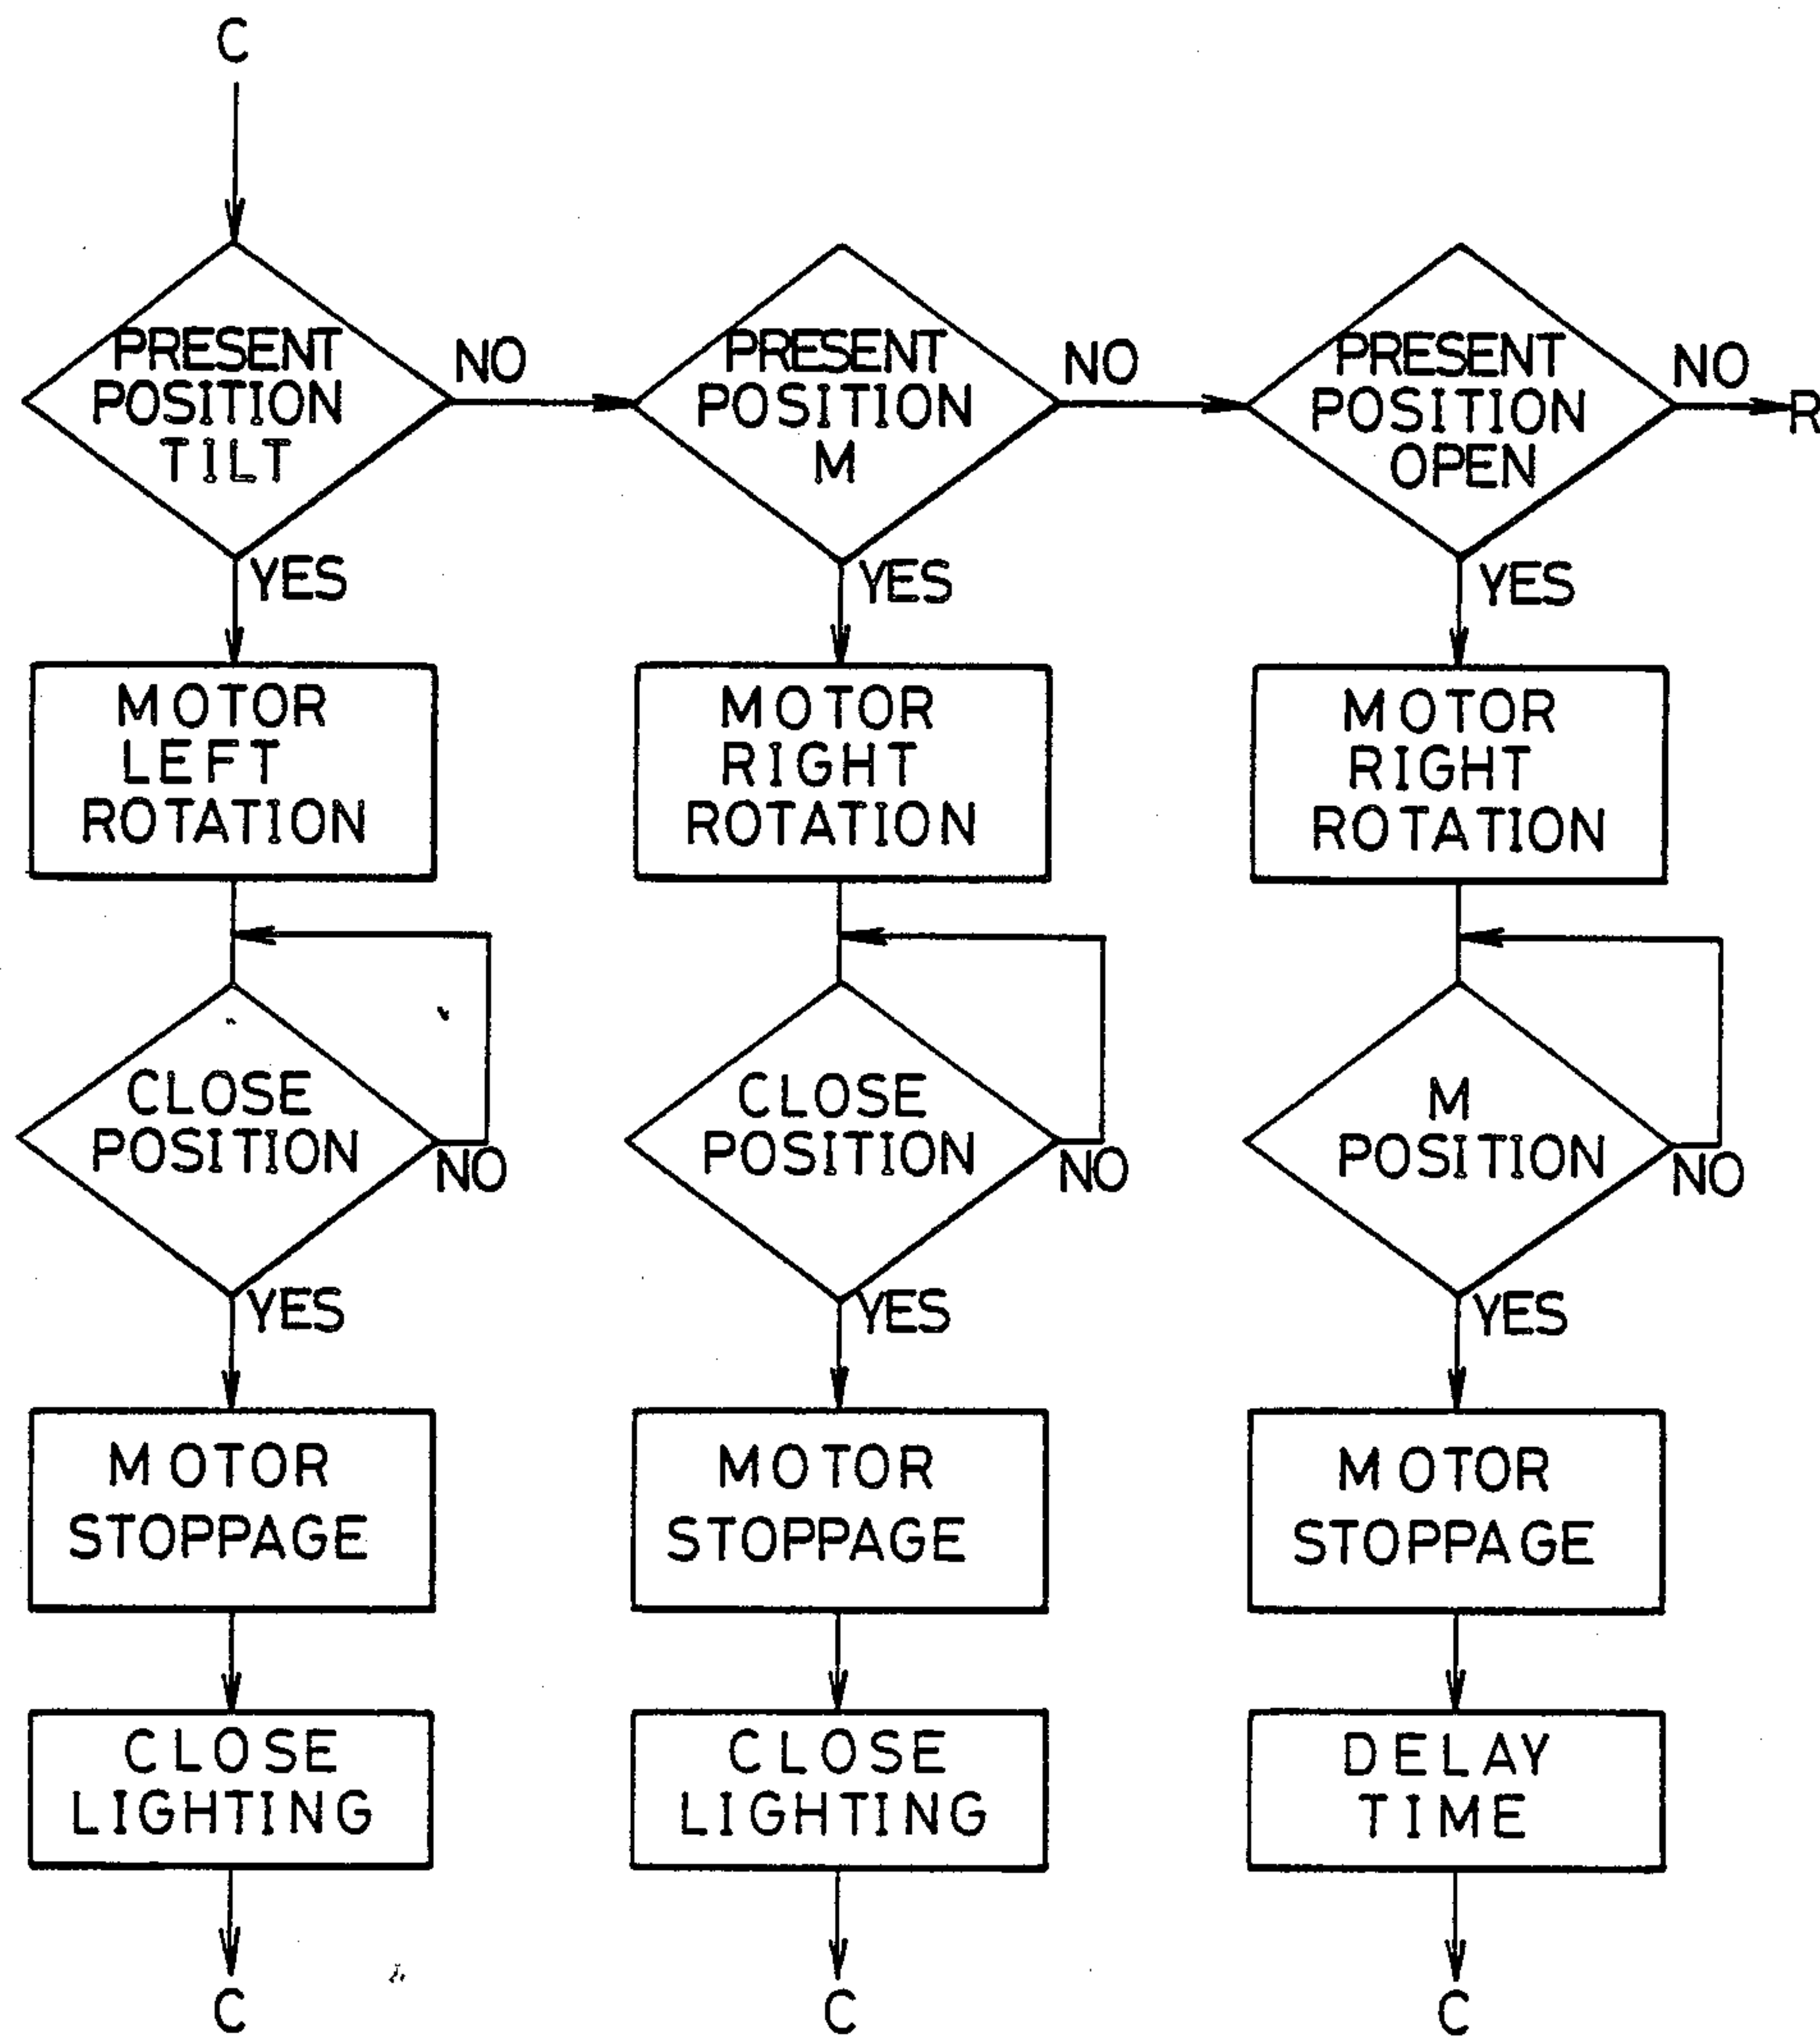 C
PRESENT
POSITION
TILT
NO
YES
PRESENT
POSITION
M
NO
YES
PRESENT
POSITION
OPEN
NO
R
YES
MOTOR
LEFT
ROTATION
MOTOR
RIGHT
ROTATION
MOTOR
RIGHT
ROTATION
CLOSE
POSITION
NO
YES
CLOSE
POSITION
NO
YES
M
POSITION
NO
YES
MOTOR
STOPPAGE
MOTOR
STOPPAGE
MOTOR
STOPPAGE
CLOSE
LIGHTING
CLOSE
LIGHTING
DELAY
TIME
C
C
C